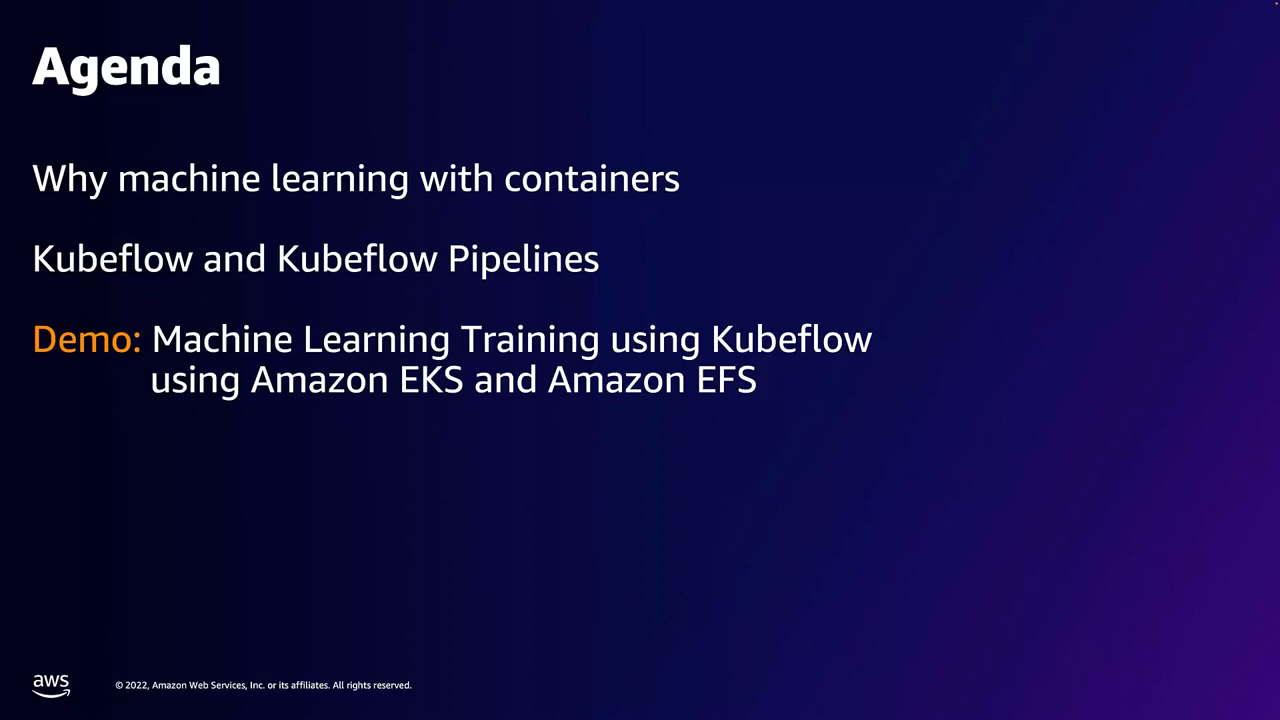 Agenda
Why machine learning with containers
Kubeflow and Kubeflow Pipelines
Demo: Machine Learning Training using Kubeflow
using Amazon EKS and Amazon EFS
aws
© 2022, Amazon Web Services, Inc. or its affiliates. All rights reserved.